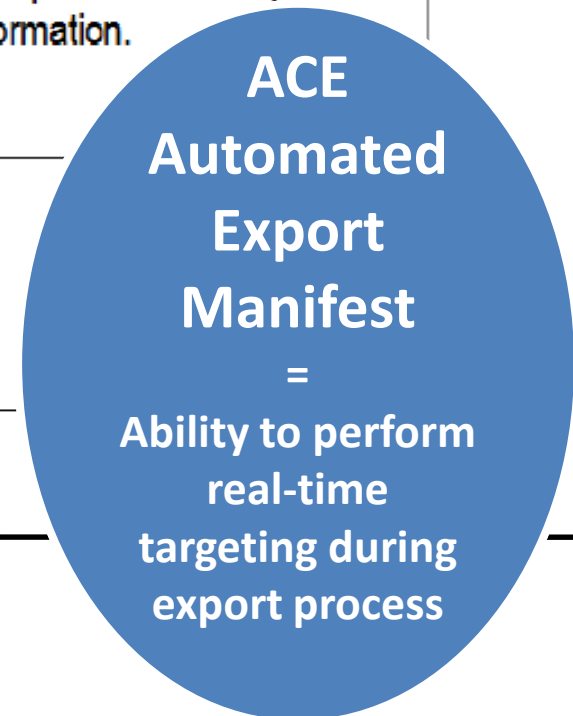 ormation.
ACE
Automated
Export
Manifest
=
Ability to perform
real-time
targeting during
export process